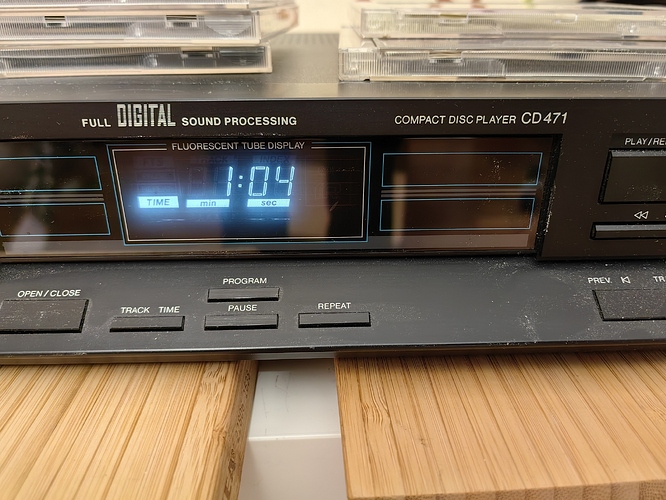 FULL DIGITAL SOUND PROCESSING
COMPACT DISC PLAYER CD471
FLUORESCENT TUBE DISPLAY
1:04
TIME min sec
PLAY/RE
OPEN/CLOSE
TRACK TIME
PROGRAM
PAUSE
REPEAT
PREV. TR